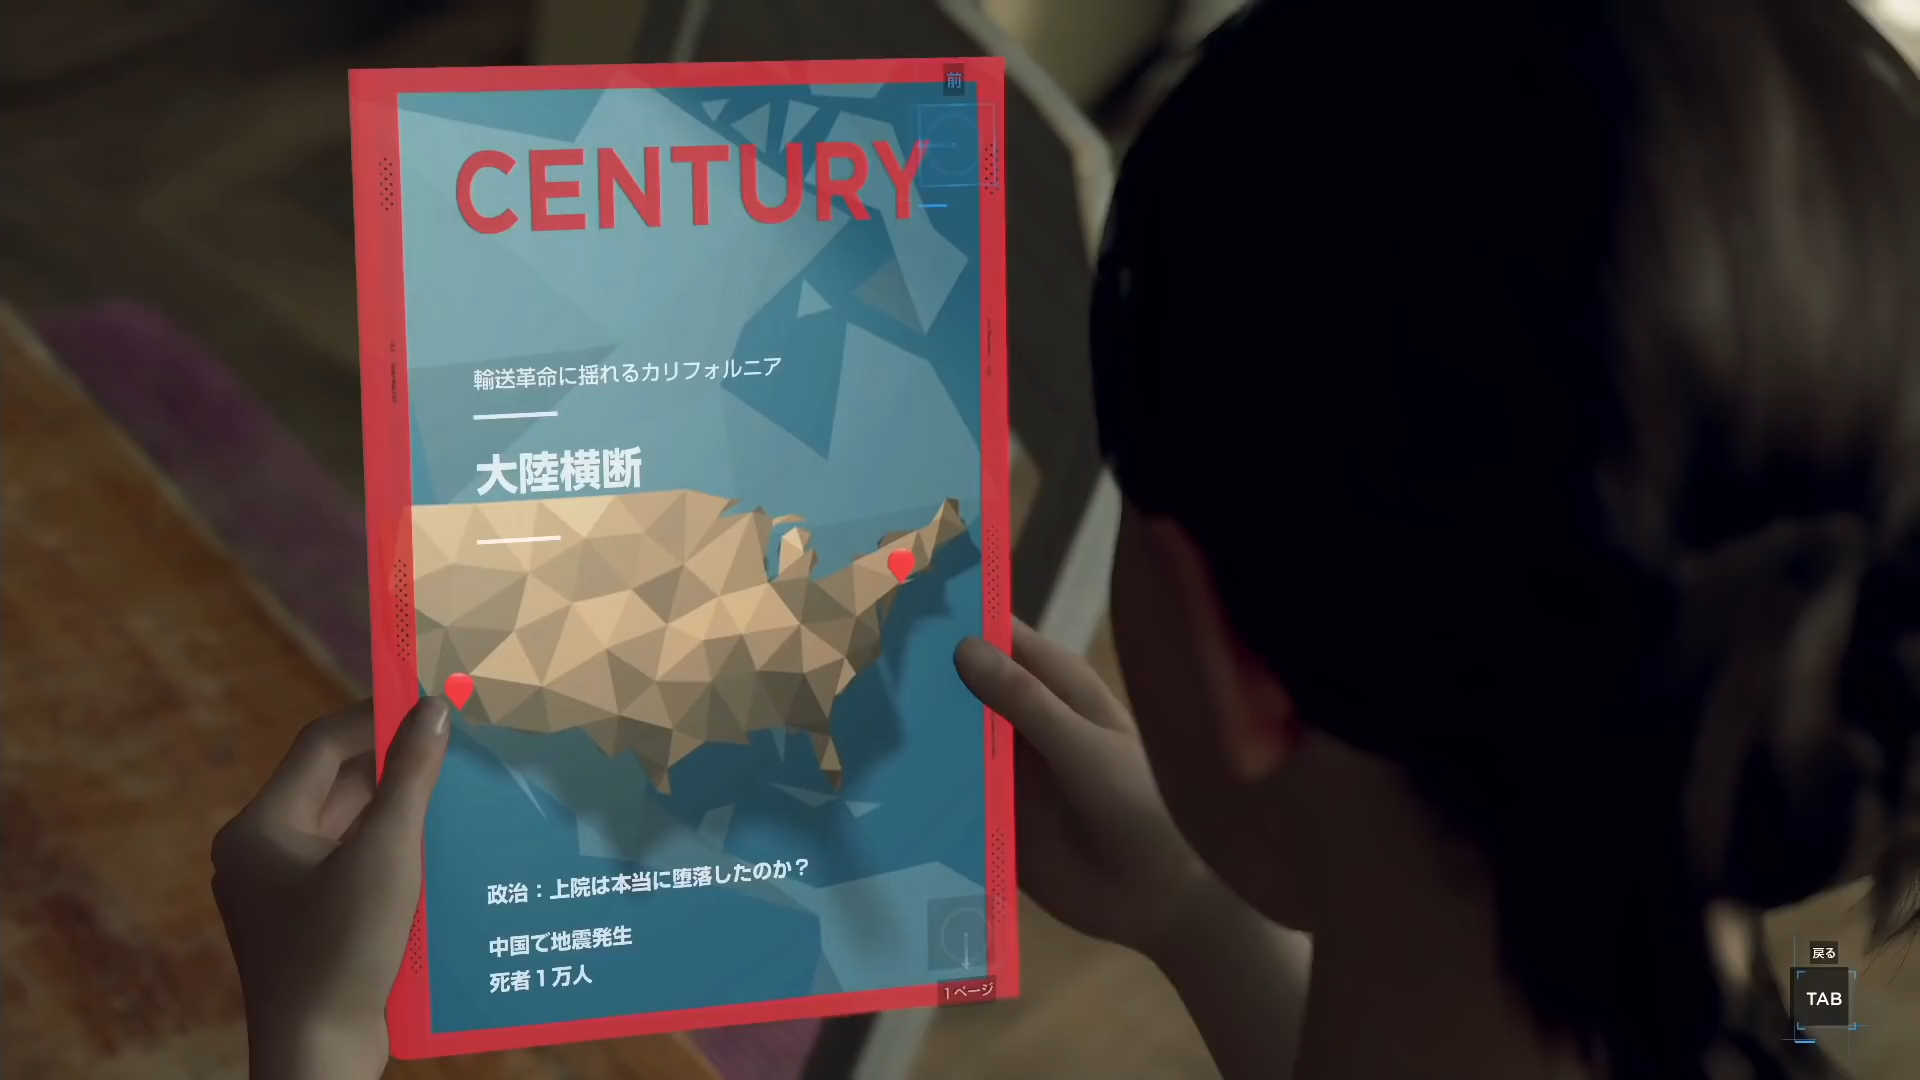 前
CENTURY
輸送革命に揺れるカリフォルニア
大陸横断
政治：上院は本当に堕落したのか？
中国で地震発生
死者１万人
1ページ
戻る
TAB